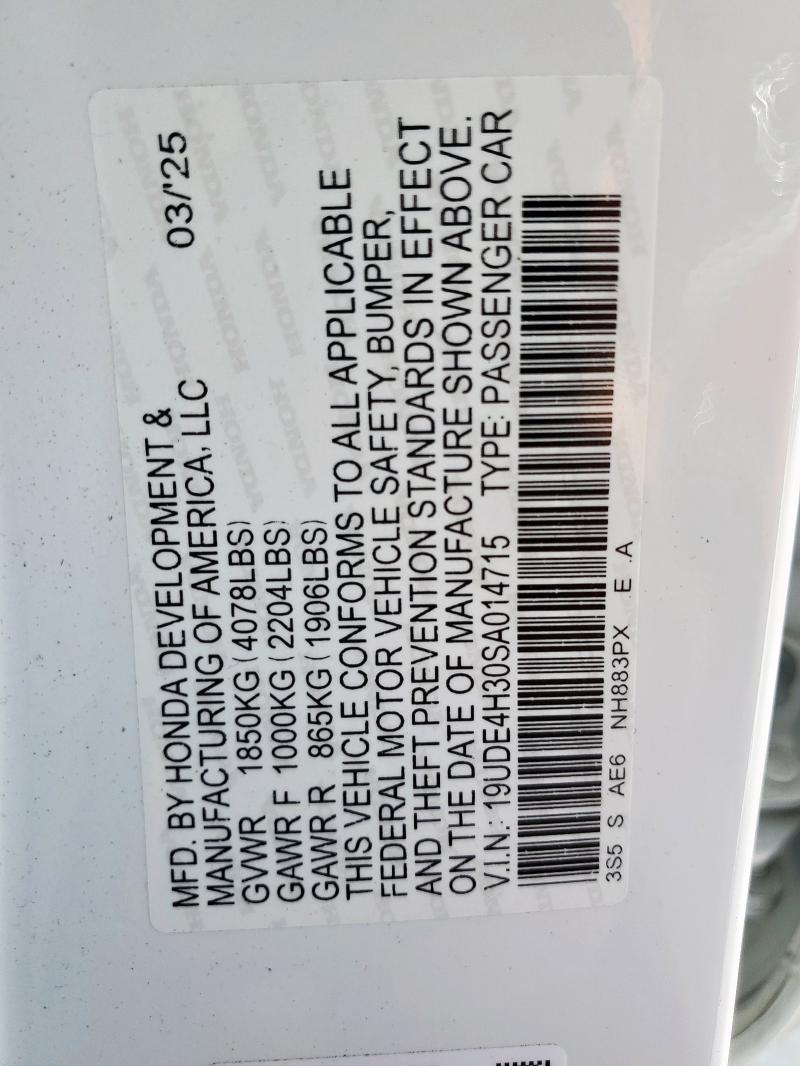 MFD. BY HONDA DEVELOPMENT &
MANUFACTURING OF AMERICA, LLC 03/'25
GVWR 1850KG (4078LBS)
GAWR F 1000KG (2204LBS)
GAWR R 865KG (1906LBS)
THIS VEHICLE CONFORMS TO ALL APPLICABLE
FEDERAL MOTOR VEHICLE SAFETY, BUMPER,
AND THEFT PREVENTION STANDARDS IN EFFECT
ON THE DATE OF MANUFACTURE SHOWN ABOVE.
V.I.N.: 19UDE4H30SA014715 TYPE: PASSENGER CAR
3S5 S AE6 NH883PX E .A